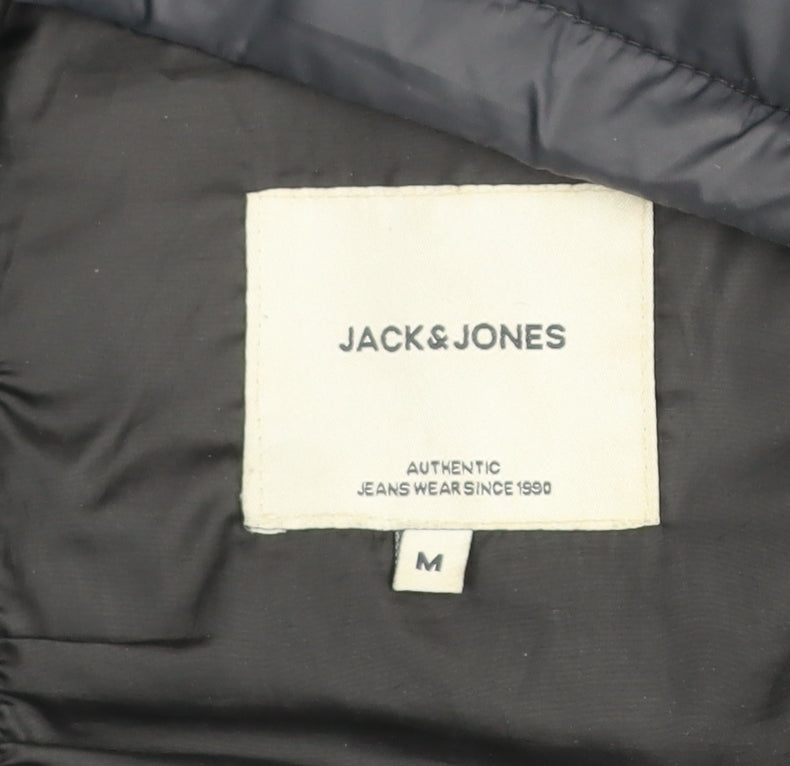 JACK&JONES
AUTHENTIC
JEANS WEAR SINCE 1990
M